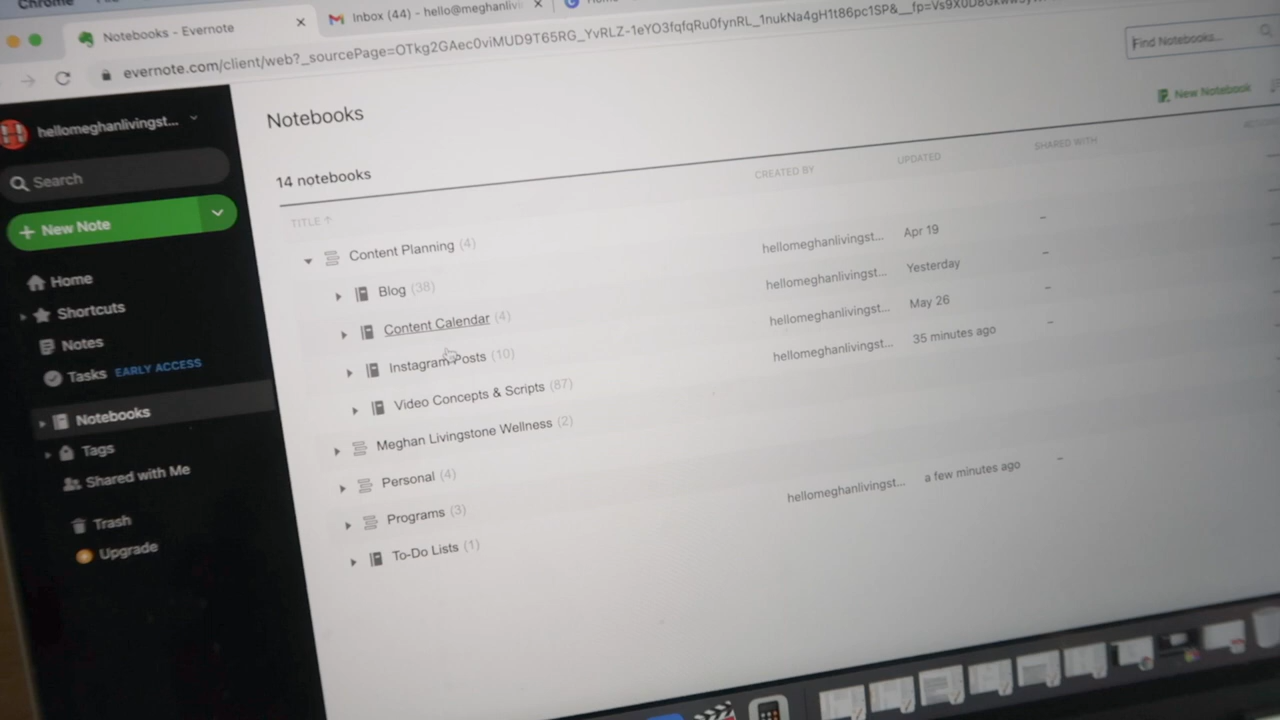 Chrome
Notebooks - Evernote
Inbox (44) - hello@meghanlivi
evernote.com/client/web?_sourcePage=OTkg2GAec0viMUD9T65RG_YvRLZ-1eYO3fqfqRu0fynRL_1nukNa4gH1t86pc1SP&__fp=
hellomeghanlivingst...
Search
+ New Note
Home
Shortcuts
Notes
Tasks EARLY ACCESS
Notebooks
Tags
Shared with Me
Trash
Upgrade
Notebooks
Find Notebooks...
New Notebook
14 notebooks
TITLE ↑ CREATED BY UPDATED SHARED WITH
Content Planning (4)
Blog (38) hellomeghanlivingst... Apr 19 –
Content Calendar (4) hellomeghanlivingst... Yesterday –
Instagram Posts (10) hellomeghanlivingst... May 26 –
Video Concepts & Scripts (87) hellomeghanlivingst... 35 minutes ago –
Meghan Livingstone Wellness (2)
Personal (4)
Programs (3)
To-Do Lists (1) hellomeghanlivingst... a few minutes ago –